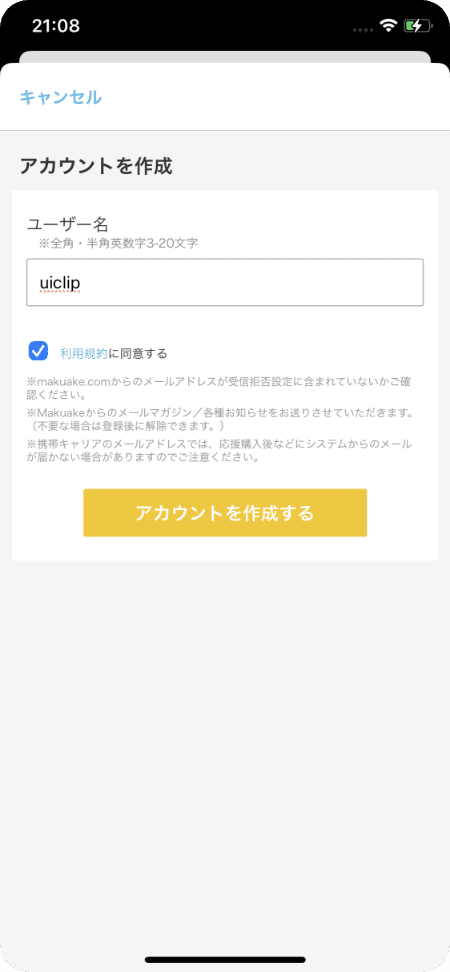 21:08
キャンセル
アカウントを作成
ユーザー名
※全角・半角英数字3-20文字
uiclip
利用規約に同意する
※makuake.comからのメールアドレスが受信拒否設定に含まれていないかご確
認ください。
※Makuakeからのメールマガジン／各種お知らせをお送りさせていただきます。
（不要な場合は登録後に解除できます。）
※携帯キャリアのメールアドレスでは、応援購入後などにシステムからのメール
が届かない場合がありますのでご注意ください。
アカウントを作成する